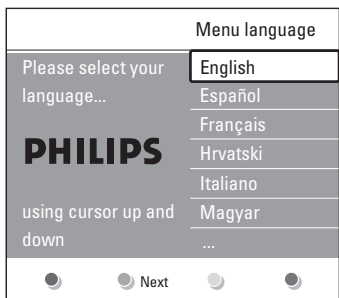 Menu language
Please select your
language...
PHILIPS
using cursor up and
down
English
Español
Français
Hrvatski
Italiano
Magyar
...
Next